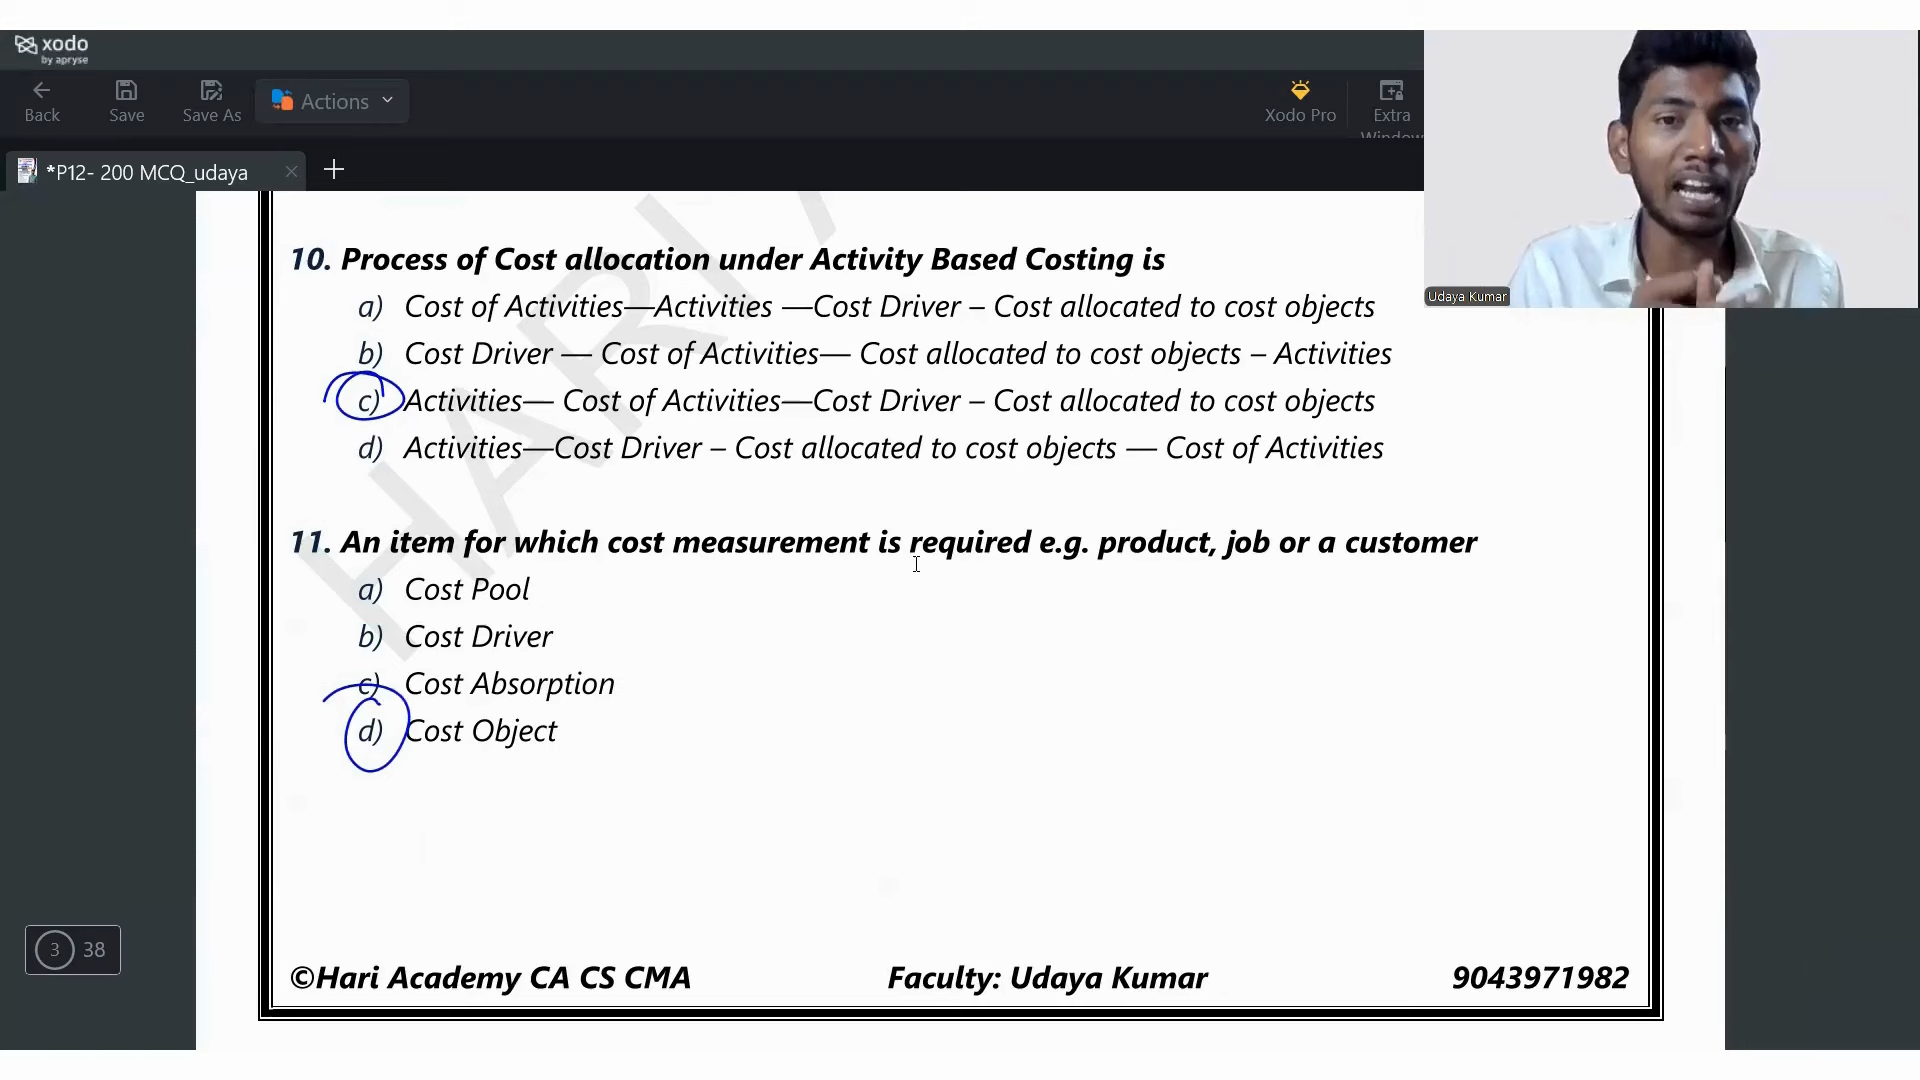 xodo
by apryse
Back
Save
Save As
Actions
Xodo Pro
Extra
Window
*P12- 200 MCQ_udaya
Udaya Kumar
HARI
10. Process of Cost allocation under Activity Based Costing is
a) Cost of Activities—Activities —Cost Driver – Cost allocated to cost objects
b) Cost Driver — Cost of Activities— Cost allocated to cost objects – Activities
c) Activities— Cost of Activities—Cost Driver – Cost allocated to cost objects
d) Activities—Cost Driver – Cost allocated to cost objects — Cost of Activities
11. An item for which cost measurement is required e.g. product, job or a customer
a) Cost Pool
b) Cost Driver
c) Cost Absorption
d) Cost Object
3 38
©Hari Academy CA CS CMA Faculty: Udaya Kumar 9043971982